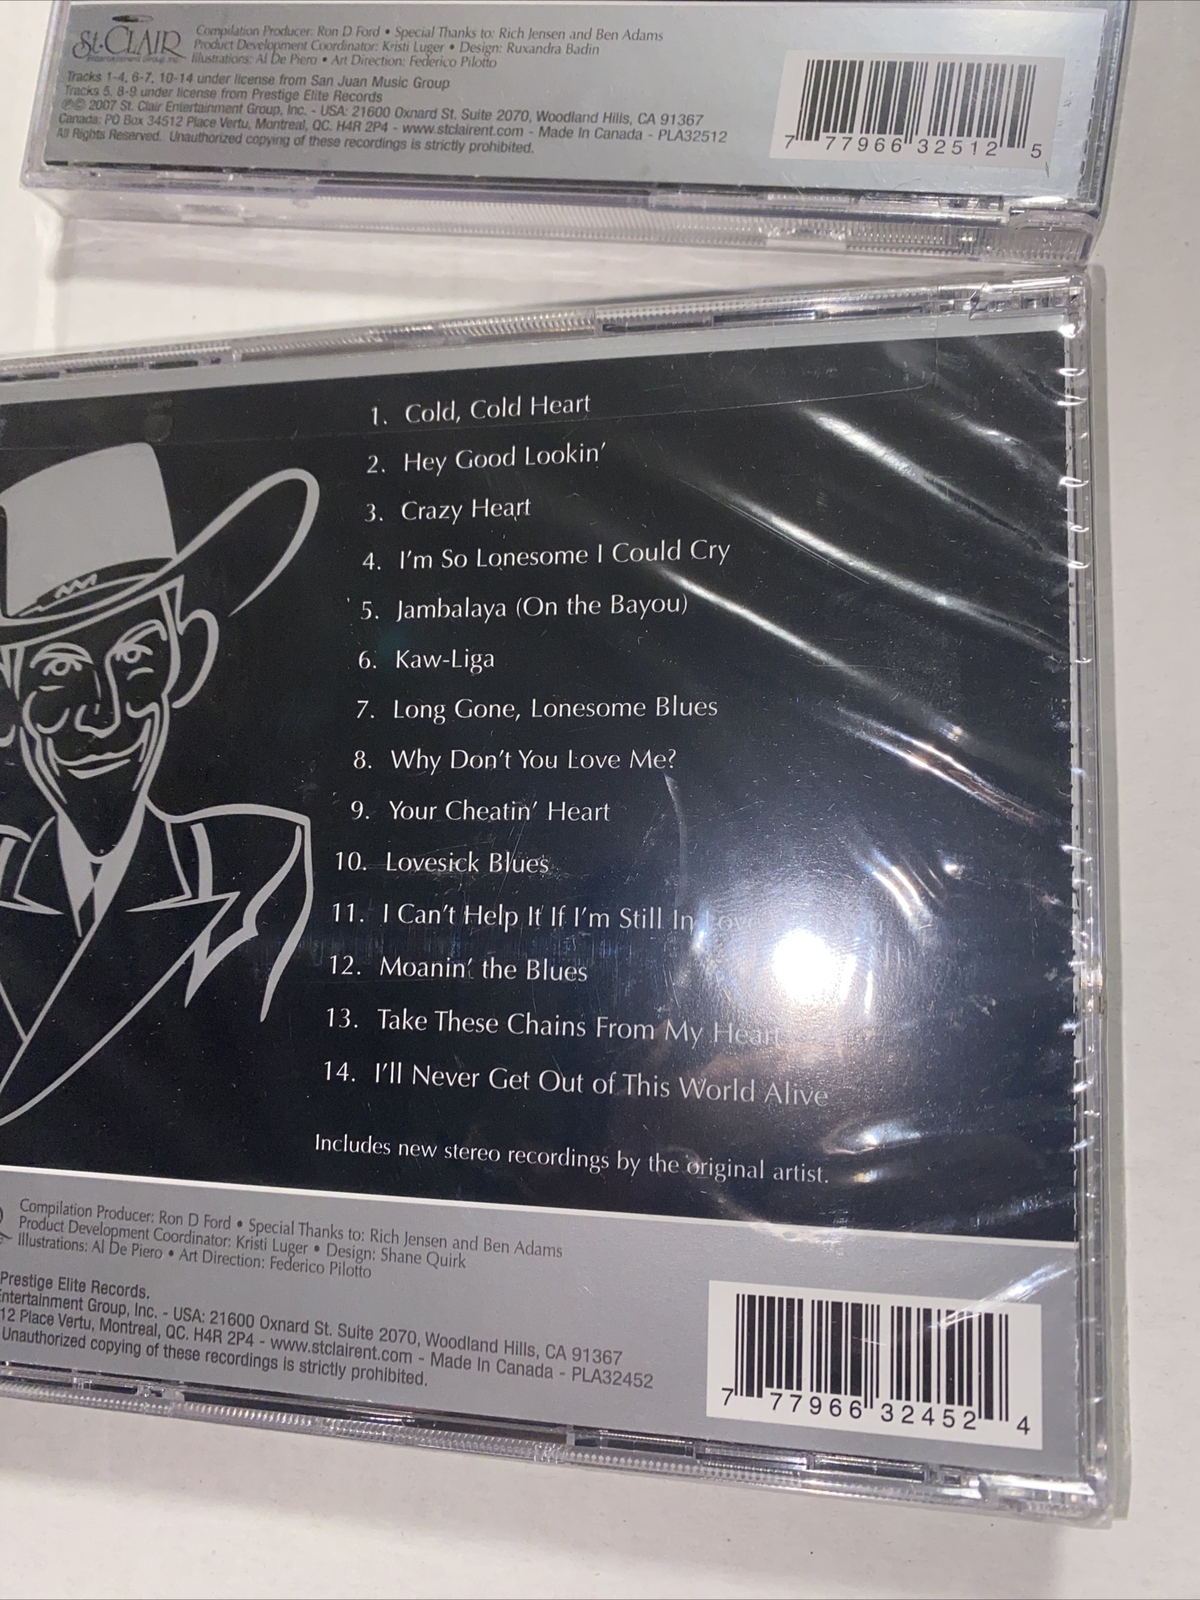 St.CLAIR
Entertainment Group Inc.
Compilation Producer: Ron D Ford • Special Thanks to: Rich Jensen and Ben Adams
Product Development Coordinator: Kristi Luger • Design: Ruxandra Badin
Illustrations: Al De Piero • Art Direction: Federico Pilotto
Tracks 1-4, 6-7, 10-14 under license from San Juan Music Group
Tracks 5, 8-9 under license from Prestige Elite Records
℗© 2007 St. Clair Entertainment Group, Inc. - USA: 21600 Oxnard St. Suite 2070, Woodland Hills, CA 91367
Canada: PO Box 34512 Place Vertu, Montreal, QC. H4R 2P4 - www.stclairent.com - Made In Canada - PLA32512
All Rights Reserved. Unauthorized copying of these recordings is strictly prohibited.
7 77966 32512 5
1. Cold, Cold Heart
2. Hey Good Lookin'
3. Crazy Heart
4. I'm So Lonesome I Could Cry
5. Jambalaya (On the Bayou)
6. Kaw-Liga
7. Long Gone, Lonesome Blues
8. Why Don't You Love Me?
9. Your Cheatin' Heart
10. Lovesick Blues
11. I Can't Help It If I'm Still In Love
12. Moanin' the Blues
13. Take These Chains From My Heart
14. I'll Never Get Out of This World Alive
Includes new stereo recordings by the original artist.
Compilation Producer: Ron D Ford • Special Thanks to: Rich Jensen and Ben Adams
Product Development Coordinator: Kristi Luger • Design: Shane Quirk
Illustrations: Al De Piero • Art Direction: Federico Pilotto
Prestige Elite Records.
ntertainment Group, Inc. - USA: 21600 Oxnard St. Suite 2070, Woodland Hills, CA 91367
12 Place Vertu, Montreal, QC. H4R 2P4 - www.stclairent.com - Made In Canada - PLA32452
Unauthorized copying of these recordings is strictly prohibited.
7 77966 32452 4